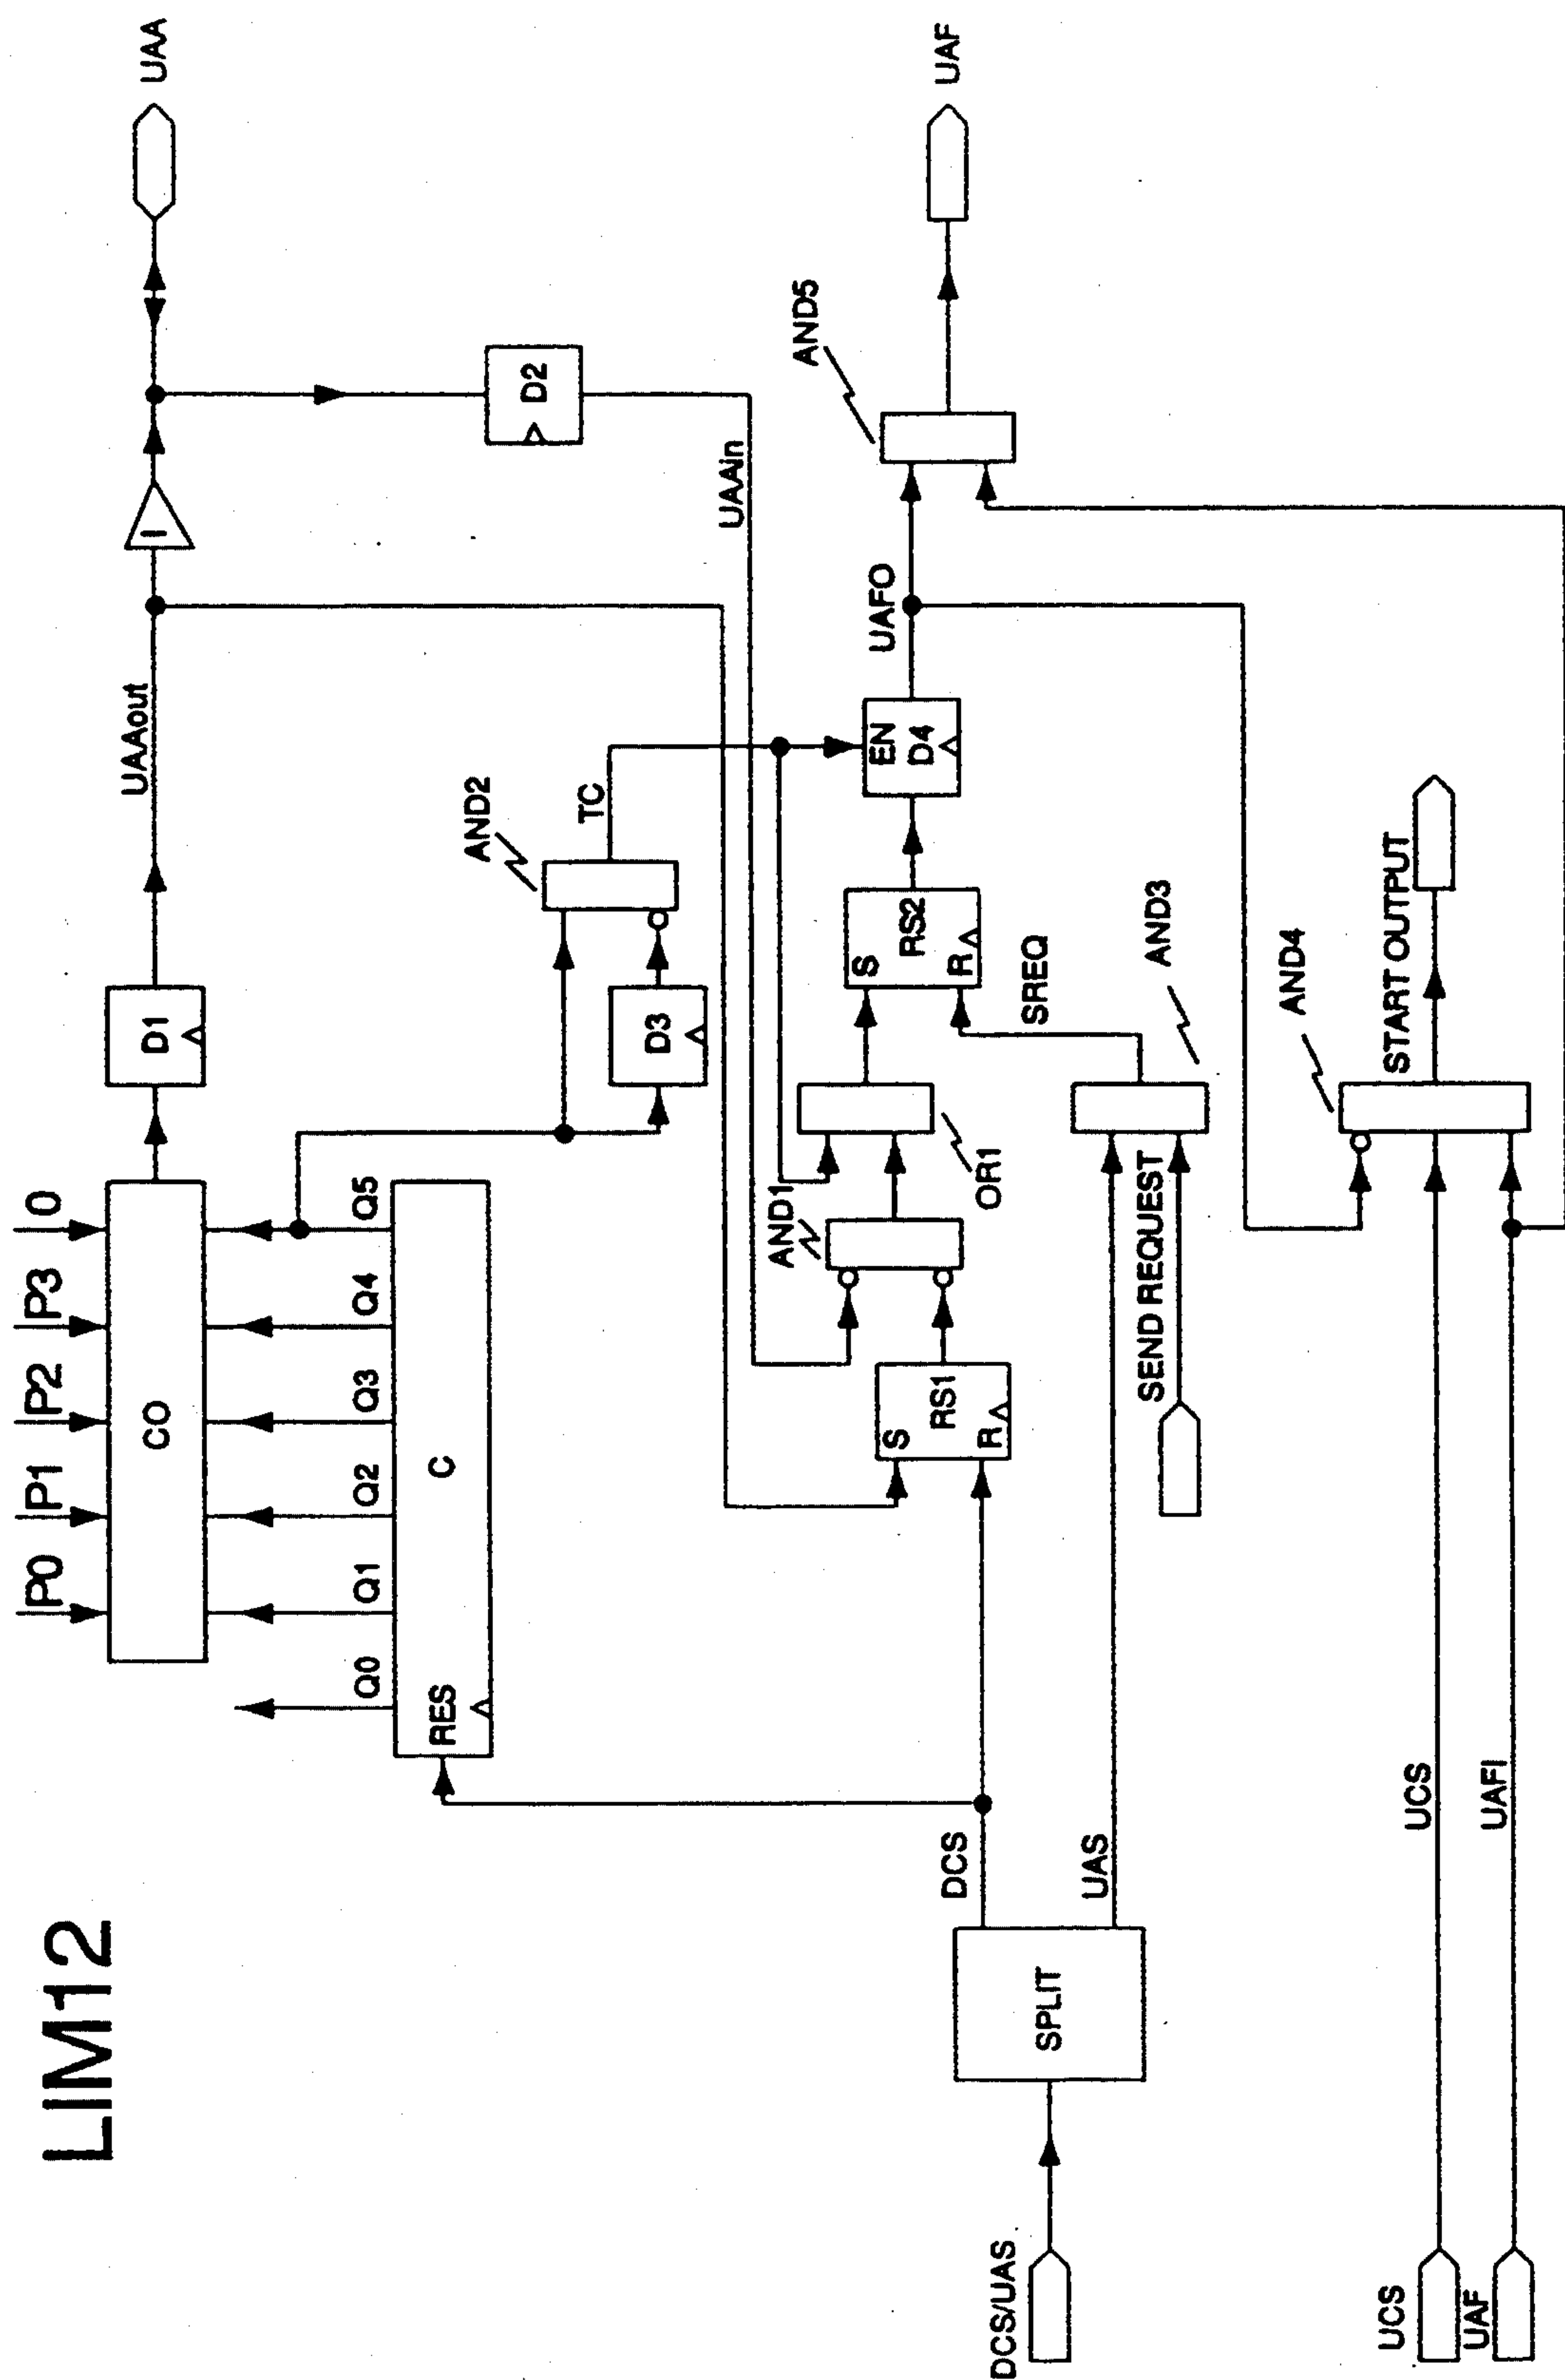 LIM12
P0
P1
P2
P3
0
CO
D1
UAAout
I
UAA
Q0
Q1
Q2
Q3
Q4
Q5
RES
C
D3
AND2
TC
D2
UAAin
DCS/UAS
SPLIT
DCS
UAS
S
R
RS1
AND1
OR1
S
R
RS2
EN
D4
UAFO
AND5
UAF
SEND REQUEST
SREQ
AND3
AND4
START OUTPUT
UCS
UCS
UAF
UAFI